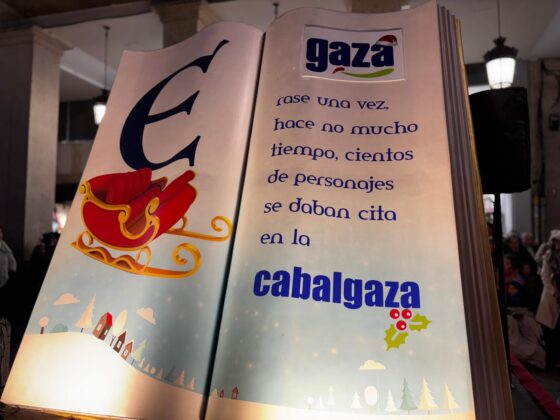 É
gaza
rase una vez,
hace no mucho
tiempo, cientos
de personajes
se daban cita
en la
cabalgaza